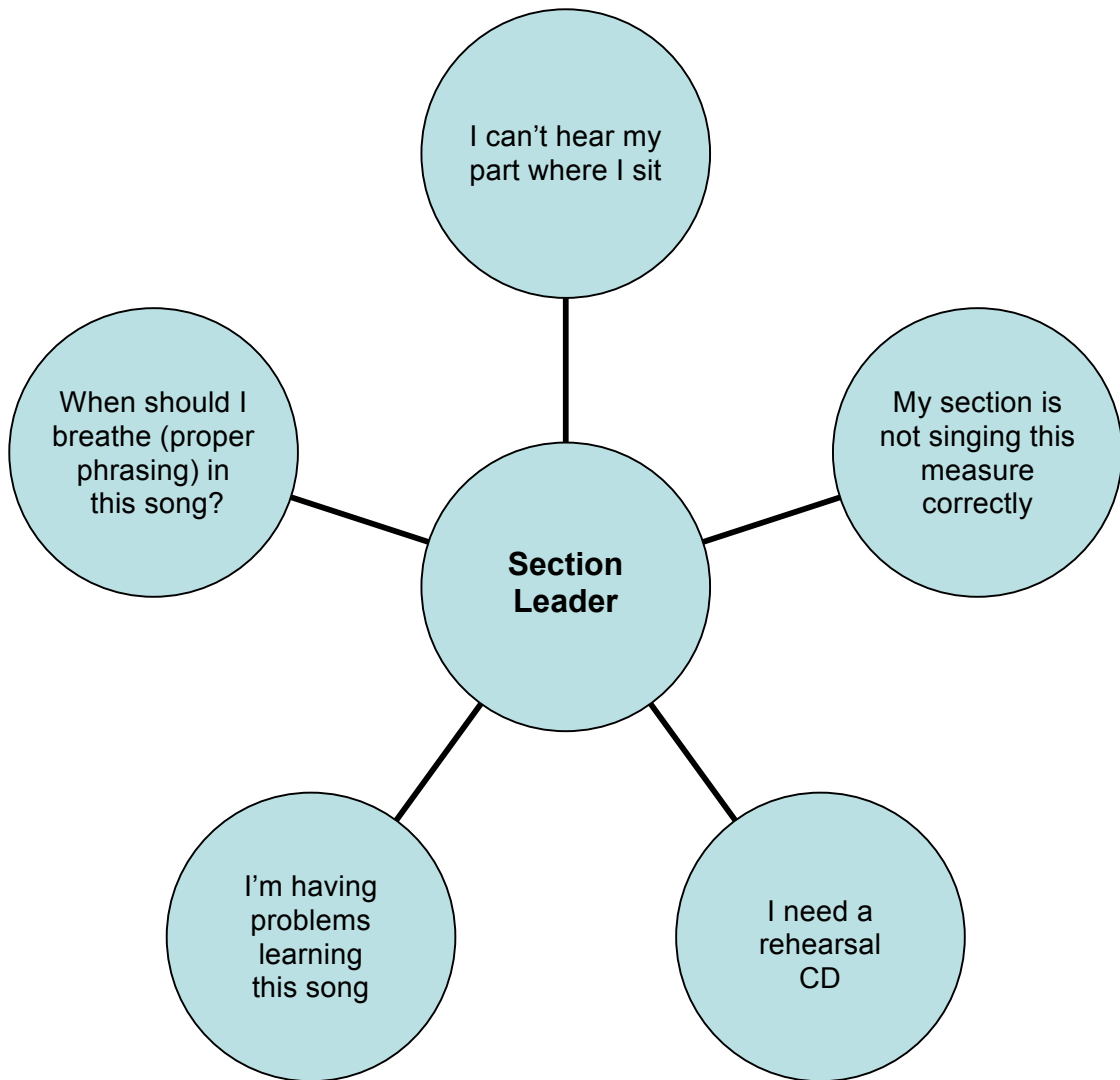 I can’t hear my
part where I sit
When should I
breathe (proper
phrasing) in
this song?
My section is
not singing this
measure
correctly
Section
Leader
I’m having
problems
learning
this song
I need a
rehearsal
CD